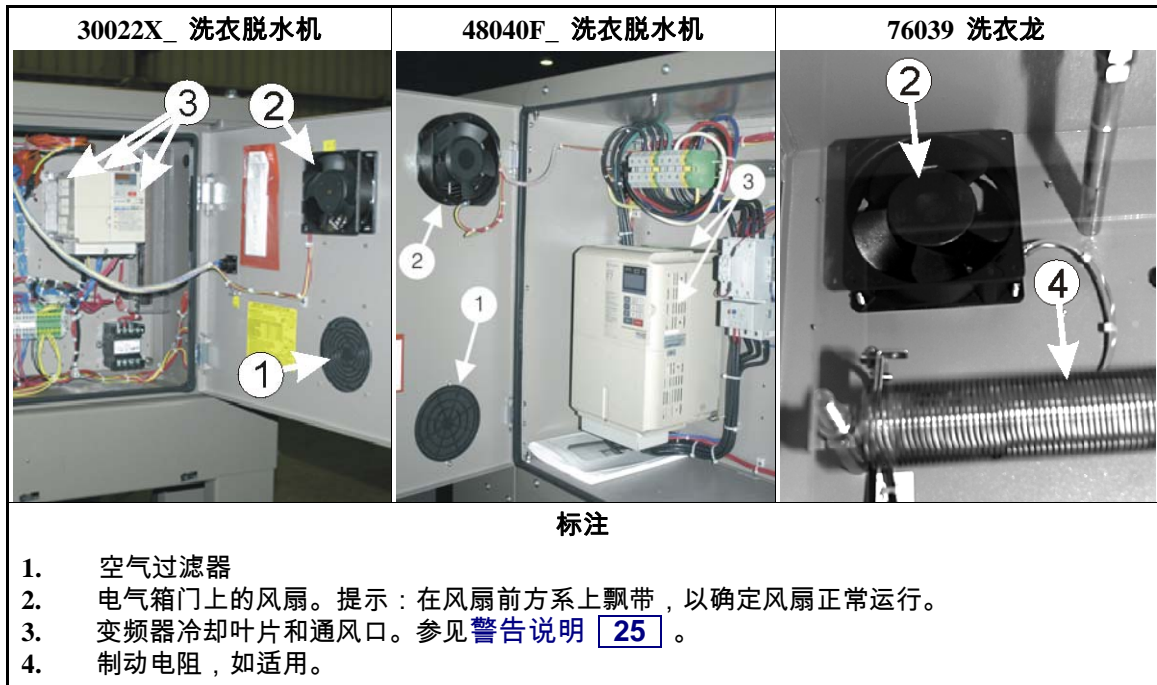 30022X_ 洗衣脱水机
48040F_ 洗衣脱水机
76039 洗衣龙
3
2
1
2
1
3
2
4
标注
1. 空气过滤器
2. 电气箱门上的风扇。提示：在风扇前方系上飘带，以确定风扇正常运行。
3. 变频器冷却叶片和通风口。参见警告说明 25 。
4. 制动电阻，如适用。